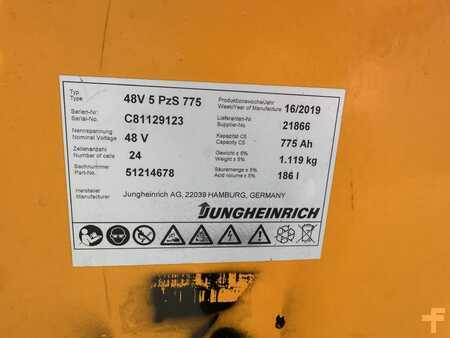 Typ
Type
48V 5 PzS 775
Produktionswoche/Jahr
Week/Year of Manufacture
16/2019
Serien-Nr.
Serial-No.
C81129123
Lieferanten-Nr.
Supplier-No.
21866
Nennspannung
Nominal Voltage
48 V
Kapazität C5
Capacity C5
775 Ah
Zellenanzahl
Number of cells
24
Gewicht ±5%
Weight ±5%
1.119 kg
Sachnummer
Part-No.
51214678
Säuremenge ±5%
Acid volume ±5%
186 l
Hersteller
Manufacturer
Jungheinrich AG, 22039 HAMBURG, GERMANY
JUNGHEINRICH